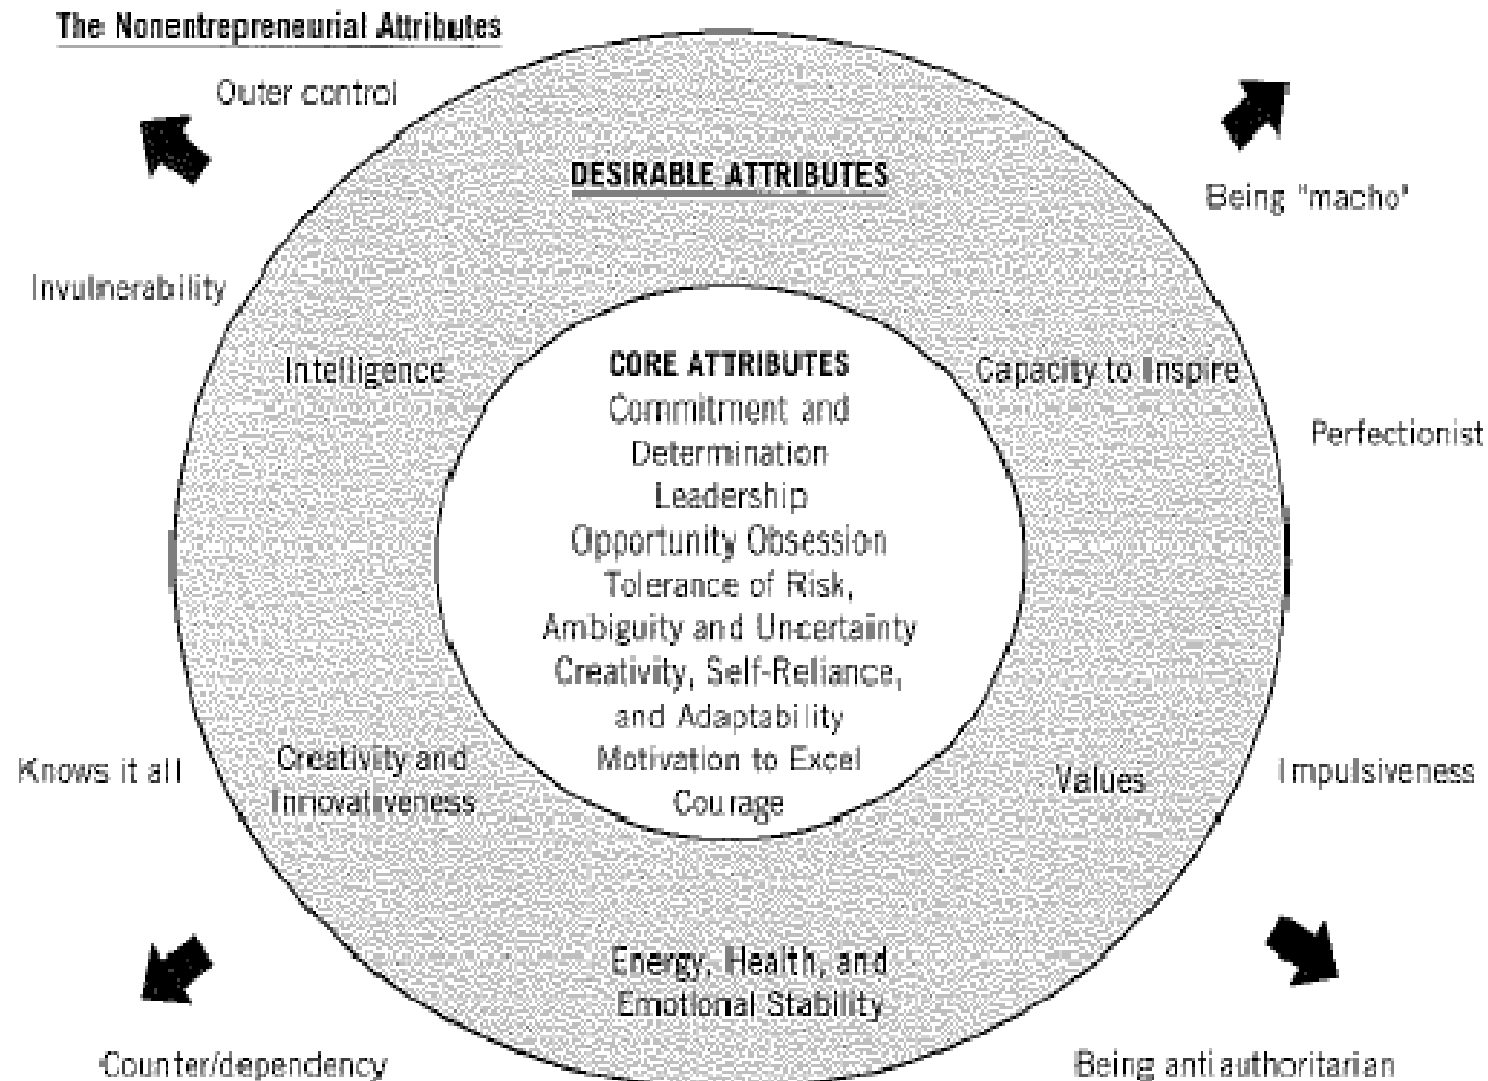 The Nonentrepreneurial Attributes
Outer control
Being "macho"
Invulnerability
DESIRABLE ATTRIBUTES
Intelligence
Capacity to Inspire
Perfectionist
CORE ATTRIBUTES
Commitment and
Determination
Leadership
Opportunity Obsession
Tolerance of Risk,
Ambiguity and Uncertainty
Creativity, Self-Reliance,
and Adaptability
Motivation to Excel
Courage
Knows it all
Creativity and
Innovativeness
Values
Impulsiveness
Energy, Health, and
Emotional Stability
Counter/dependency
Being antiauthoritarian